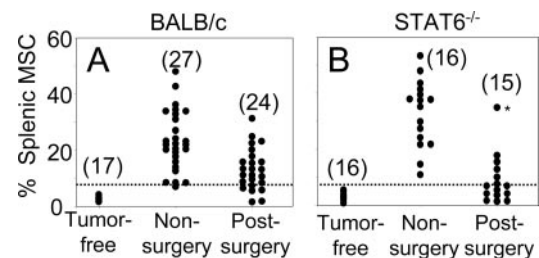 BALB/c
STAT6-/-
% Splenic MSC
60
40
20
0
A
(17)
(27)
(24)
B
(16)
(16)
(15)
*
Tumor-free
Non-surgery
Post-surgery
Tumor-free
Non-surgery
Post-surgery